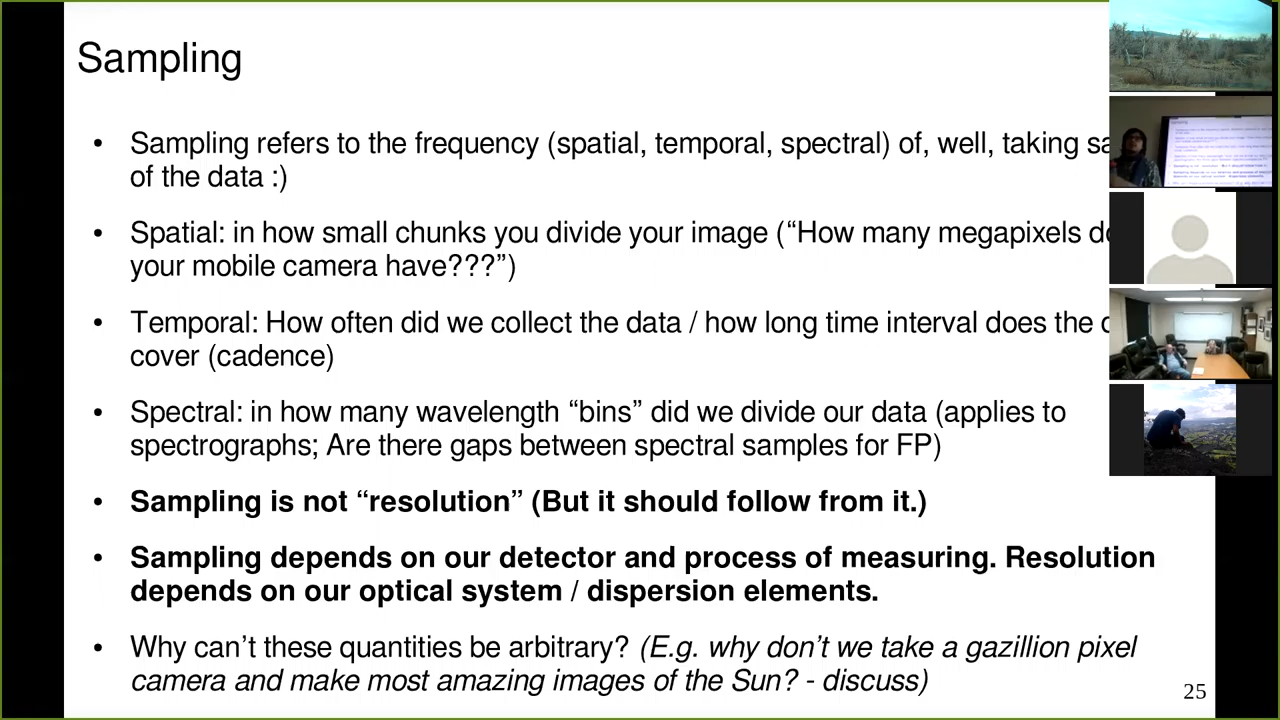 Sampling
• Sampling refers to the frequency (spatial, temporal, spectral) of, well, taking
of the data :)
• Spatial: in how small chunks you divide your image (“How many megapixels
your mobile camera have???”)
• Temporal: How often did we collect the data / how long time interval does the
cover (cadence)
• Spectral: in how many wavelength “bins” did we divide our data (applies to
spectrographs; Are there gaps between spectral samples for FP)
• Sampling is not “resolution” (But it should follow from it.)
• Sampling depends on our detector and process of measuring. Resolution
depends on our optical system / dispersion elements.
• Why can’t these quantities be arbitrary? (E.g. why don’t we take a gazillion pixel
camera and make most amazing images of the Sun? - discuss)
25